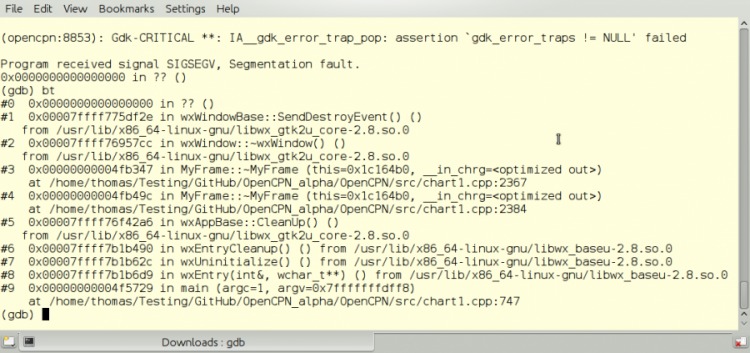 File Edit View Bookmarks Settings Help
(opencpn:8853): Gdk-CRITICAL **: IA__gdk_error_trap_pop: assertion `gdk_error_traps != NULL' failed
Program received signal SIGSEGV, Segmentation fault.
0x0000000000000000 in ?? ()
(gdb) bt
#0  0x0000000000000000 in ?? ()
#1  0x00007ffff775df2e in wxWindowBase::SendDestroyEvent() ()
   from /usr/lib/x86_64-linux-gnu/libwx_gtk2u_core-2.8.so.0
#2  0x00007ffff76957cc in wxWindow::~wxWindow() ()
   from /usr/lib/x86_64-linux-gnu/libwx_gtk2u_core-2.8.so.0
#3  0x00000000004fb347 in MyFrame::~MyFrame (this=0x1c164b0, __in_chrg=<optimized out>)
    at /home/thomas/Testing/GitHub/OpenCPN_alpha/OpenCPN/src/chart1.cpp:2367
#4  0x00000000004fb49c in MyFrame::~MyFrame (this=0x1c164b0, __in_chrg=<optimized out>)
    at /home/thomas/Testing/GitHub/OpenCPN_alpha/OpenCPN/src/chart1.cpp:2384
#5  0x00007ffff76f42a6 in wxAppBase::CleanUp() ()
   from /usr/lib/x86_64-linux-gnu/libwx_gtk2u_core-2.8.so.0
#6  0x00007ffff7b1b490 in wxEntryCleanup() () from /usr/lib/x86_64-linux-gnu/libwx_baseu-2.8.so.0
#7  0x00007ffff7b1b62c in wxUninitialize() () from /usr/lib/x86_64-linux-gnu/libwx_baseu-2.8.so.0
#8  0x00007ffff7b1b6d9 in wxEntry(int&, wchar_t**) () from /usr/lib/x86_64-linux-gnu/libwx_baseu-2.8.so.0
#9  0x00000000004f5729 in main (argc=1, argv=0x7fffffffdff8)
    at /home/thomas/Testing/GitHub/OpenCPN_alpha/OpenCPN/src/chart1.cpp:747
(gdb)
Downloads : gdb